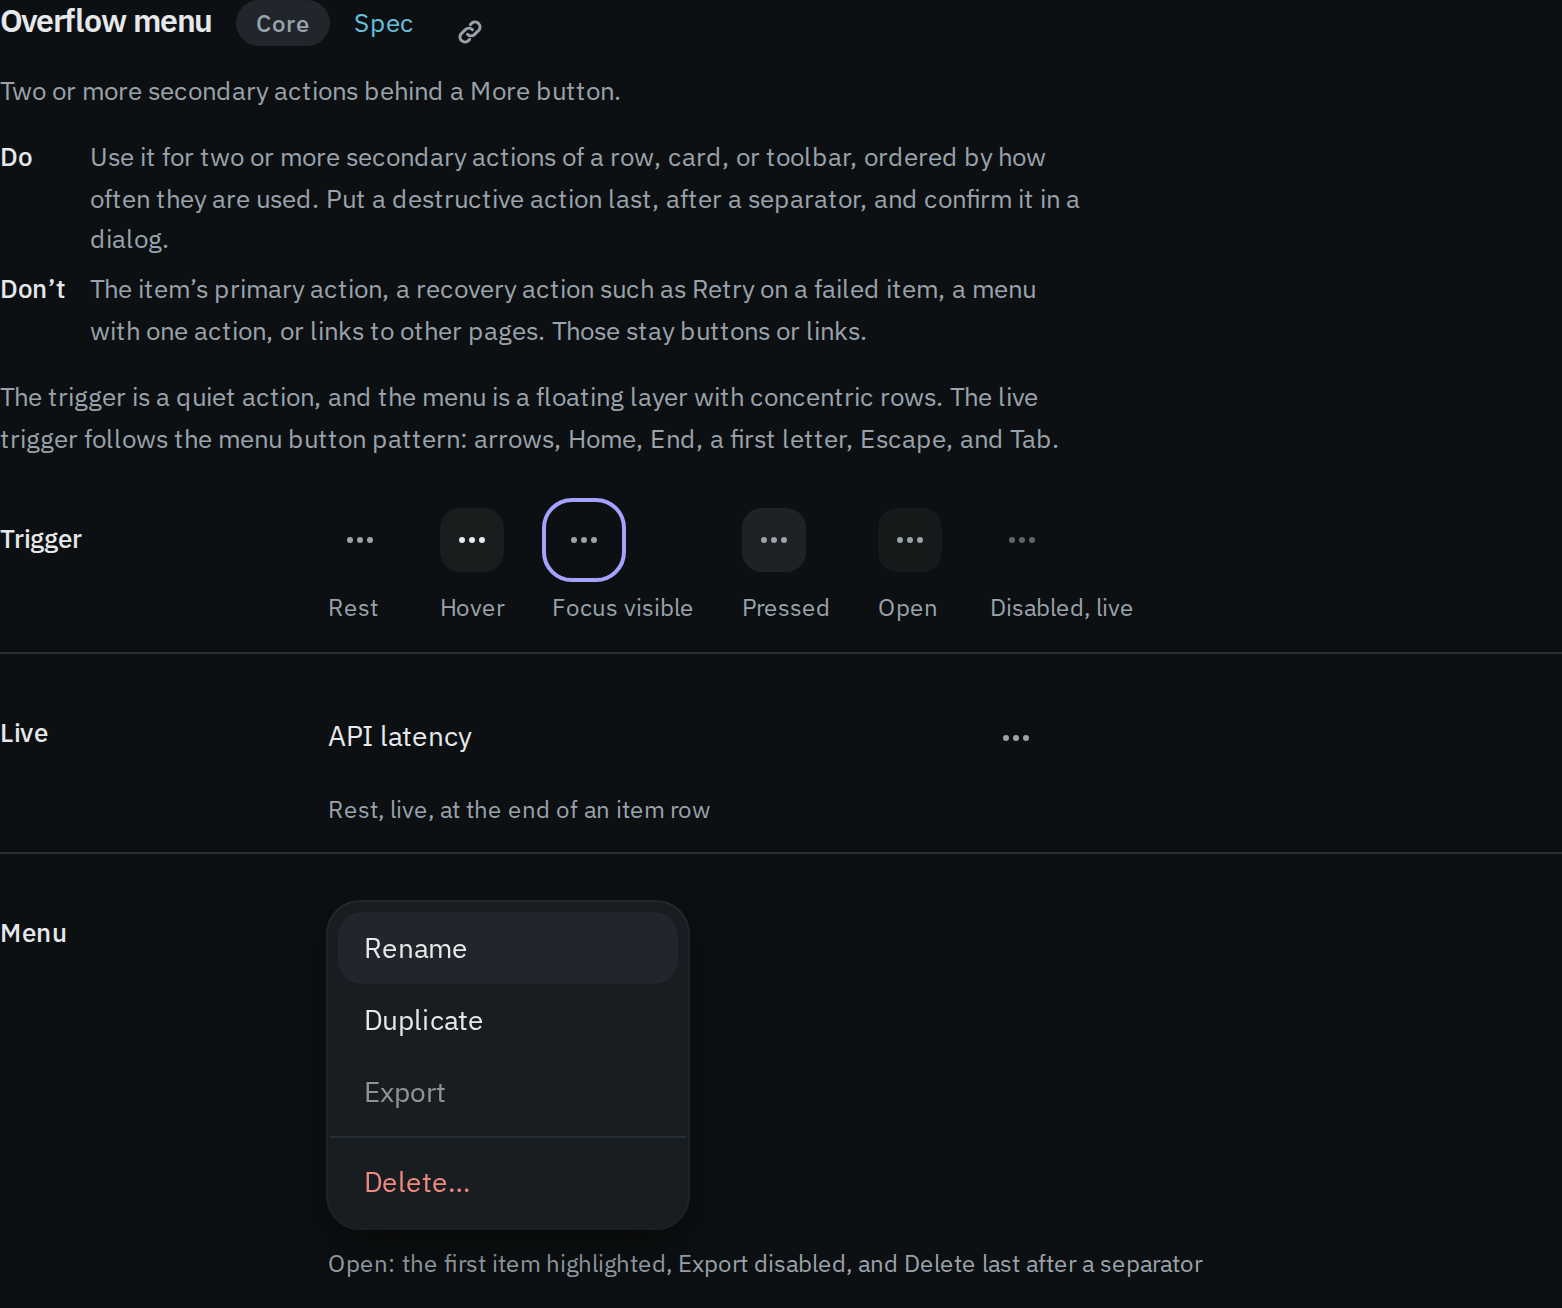 Overflow menu Core Spec
Two or more secondary actions behind a More button.
Do Use it for two or more secondary actions of a row, card, or toolbar, ordered by how
often they are used. Put a destructive action last, after a separator, and confirm it in a
dialog.
Don’t The item’s primary action, a recovery action such as Retry on a failed item, a menu
with one action, or links to other pages. Those stay buttons or links.
The trigger is a quiet action, and the menu is a floating layer with concentric rows. The live
trigger follows the menu button pattern: arrows, Home, End, a first letter, Escape, and Tab.
Trigger
Rest Hover Focus visible Pressed Open Disabled, live
Live API latency
Rest, live, at the end of an item row
Menu
Rename
Duplicate
Export
Delete…
Open: the first item highlighted, Export disabled, and Delete last after a separator